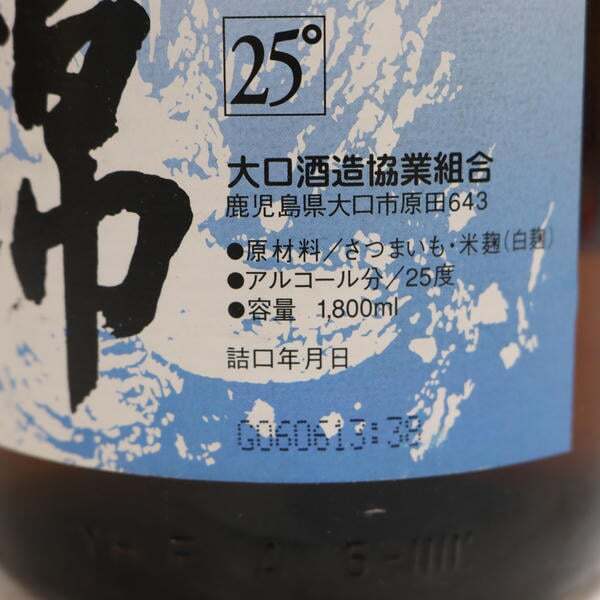 25°
大口酒造協業組合
鹿児島県大口市原田643
●原材料/さつまいも・米麹(白麹)
●アルコール分/25度
●容量 1,800ml
詰口年月日
G060613:38